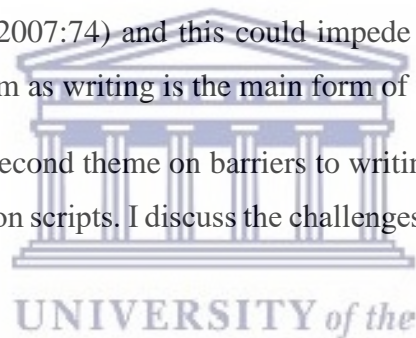 2007:74) and this could impede
m as writing is the main form of
econd theme on barriers to writin
on scripts. I discuss the challenges
UNIVERSITY of the